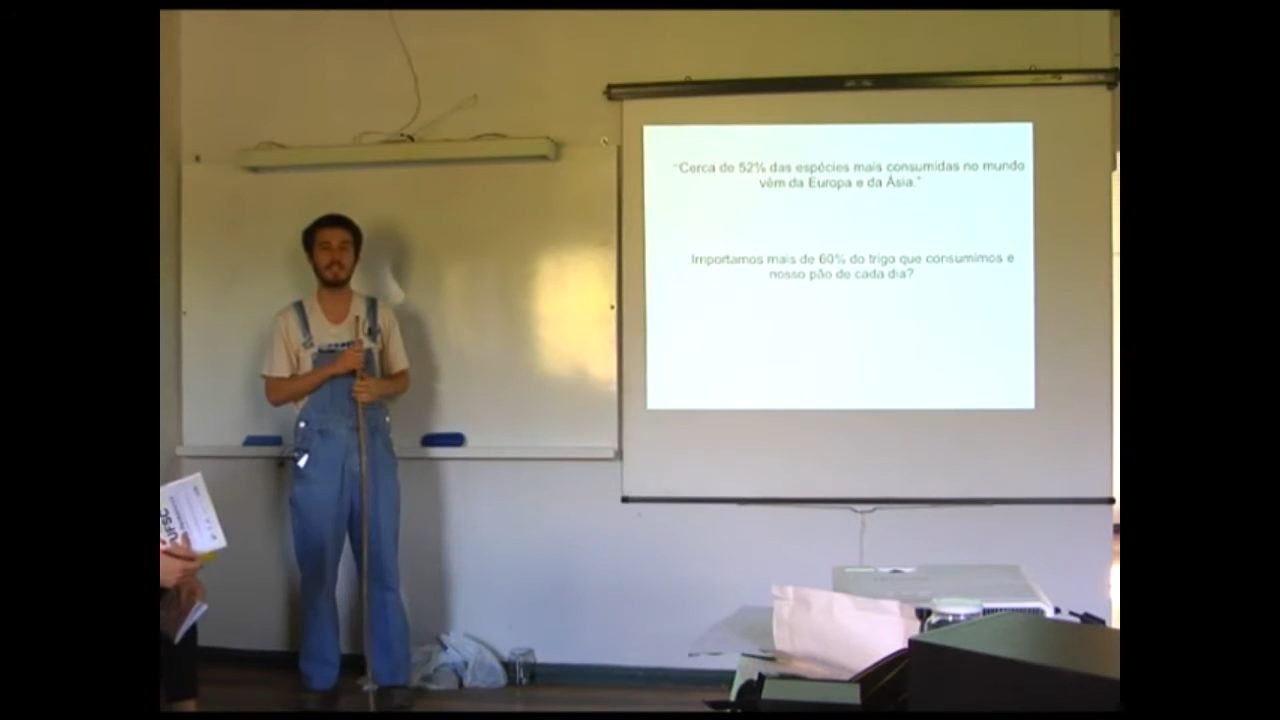 "Cerca de 52% das espécies mais consumidas no mundo
vêm da Europa e da Ásia."
Importamos mais de 60% do trigo que consumimos e
nosso pão de cada dia?
UFSC